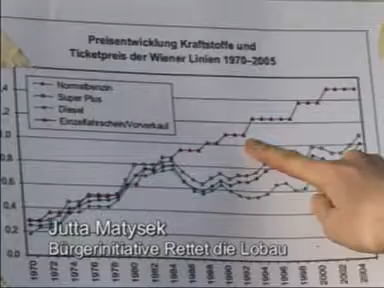 Preisentwicklung Kraftstoffe und
Ticketpreis der Wiener Linien 1970-2005
Normalbenzin
Super Plus
Diesel
Einzelfahrschein/Vorverkauf
,4
,2
1,0
0,8
0,6
0,4
0,2
0,0
1970 1972 1974 1976 1978 1980 1982 1984 1986 1988 1990 1992 1994 1996 1998 2000 2002 2004
Jutta Matysek
Bürgerinitiative Rettet die Lobau